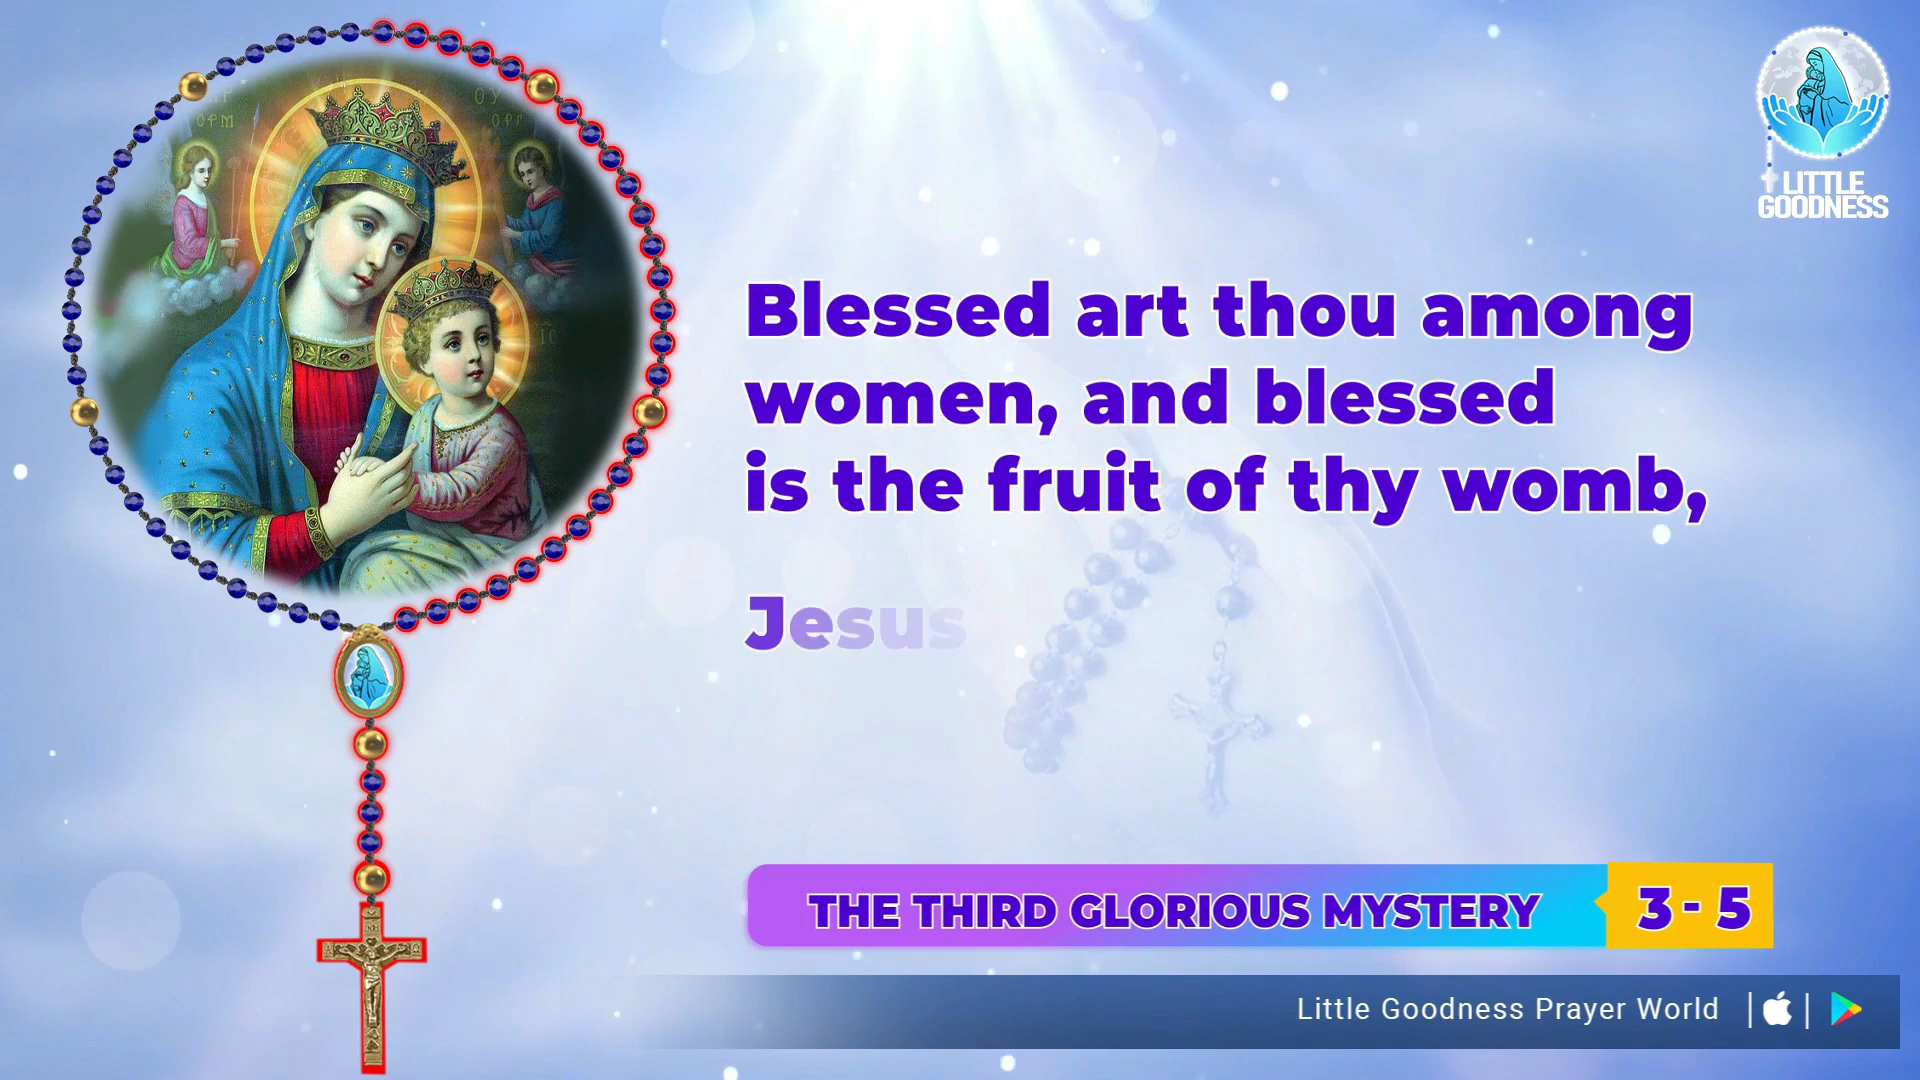 LITTLE
GOODNESS
Blessed art thou among
women, and blessed
is the fruit of thy womb,
Jesus
THE THIRD GLORIOUS MYSTERY
3 - 5
Little Goodness Prayer World